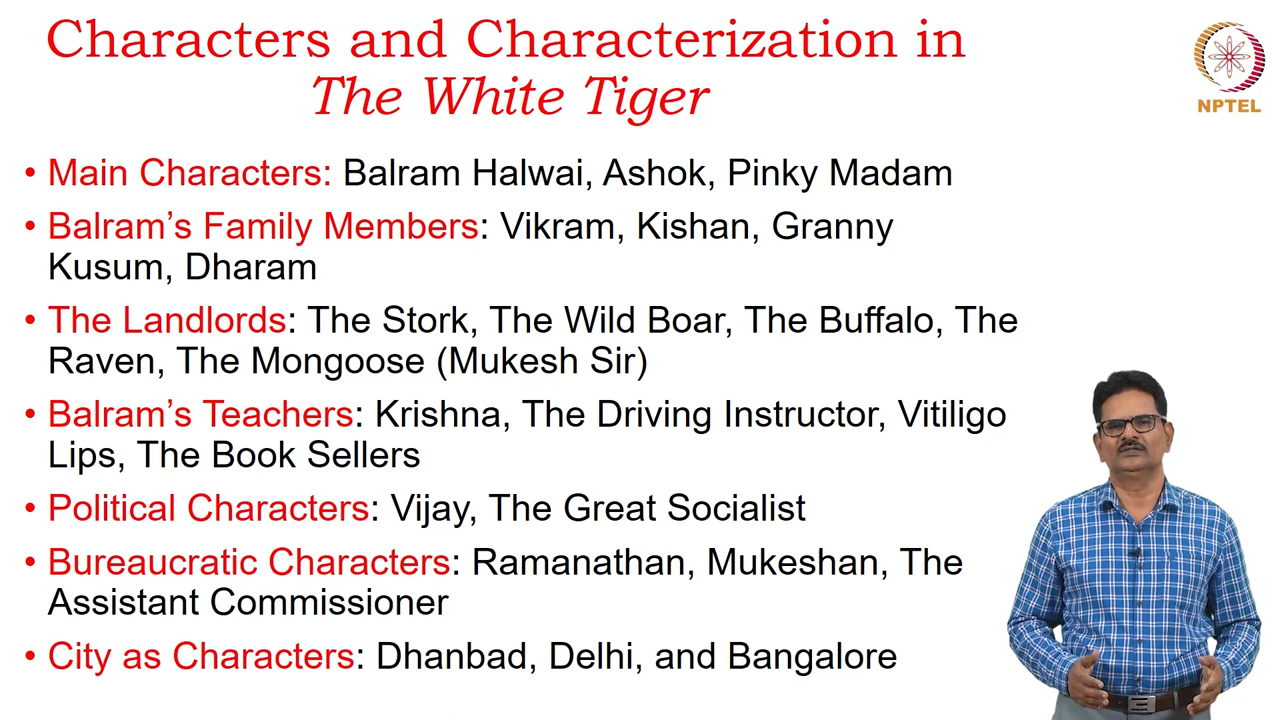 Characters and Characterization in
The White Tiger
NPTEL
• Main Characters: Balram Halwai, Ashok, Pinky Madam
• Balram’s Family Members: Vikram, Kishan, Granny
Kusum, Dharam
• The Landlords: The Stork, The Wild Boar, The Buffalo, The
Raven, The Mongoose (Mukesh Sir)
• Balram’s Teachers: Krishna, The Driving Instructor, Vitiligo
Lips, The Book Sellers
• Political Characters: Vijay, The Great Socialist
• Bureaucratic Characters: Ramanathan, Mukeshan, The
Assistant Commissioner
• City as Characters: Dhanbad, Delhi, and Bangalore